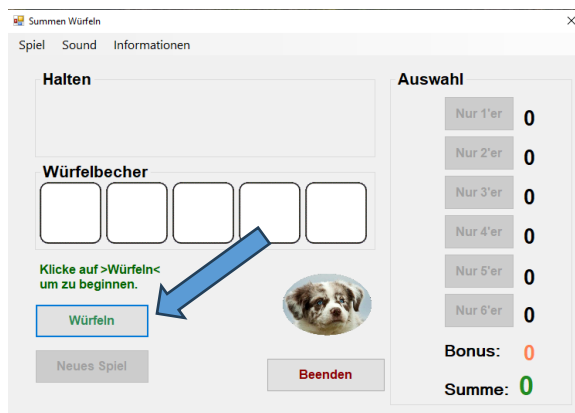 Summen Würfeln
Spiel Sound Informationen
Halten
Würfelbecher
Klicke auf >Würfeln<
um zu beginnen.
Würfeln
Neues Spiel
Beenden
Auswahl
Nur 1'er 0
Nur 2'er 0
Nur 3'er 0
Nur 4'er 0
Nur 5'er 0
Nur 6'er 0
Bonus: 0
Summe: 0